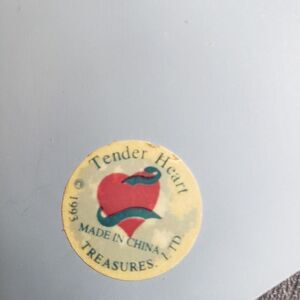 Tender Heart
TREASURES, LTD.
© 1993
MADE IN CHINA